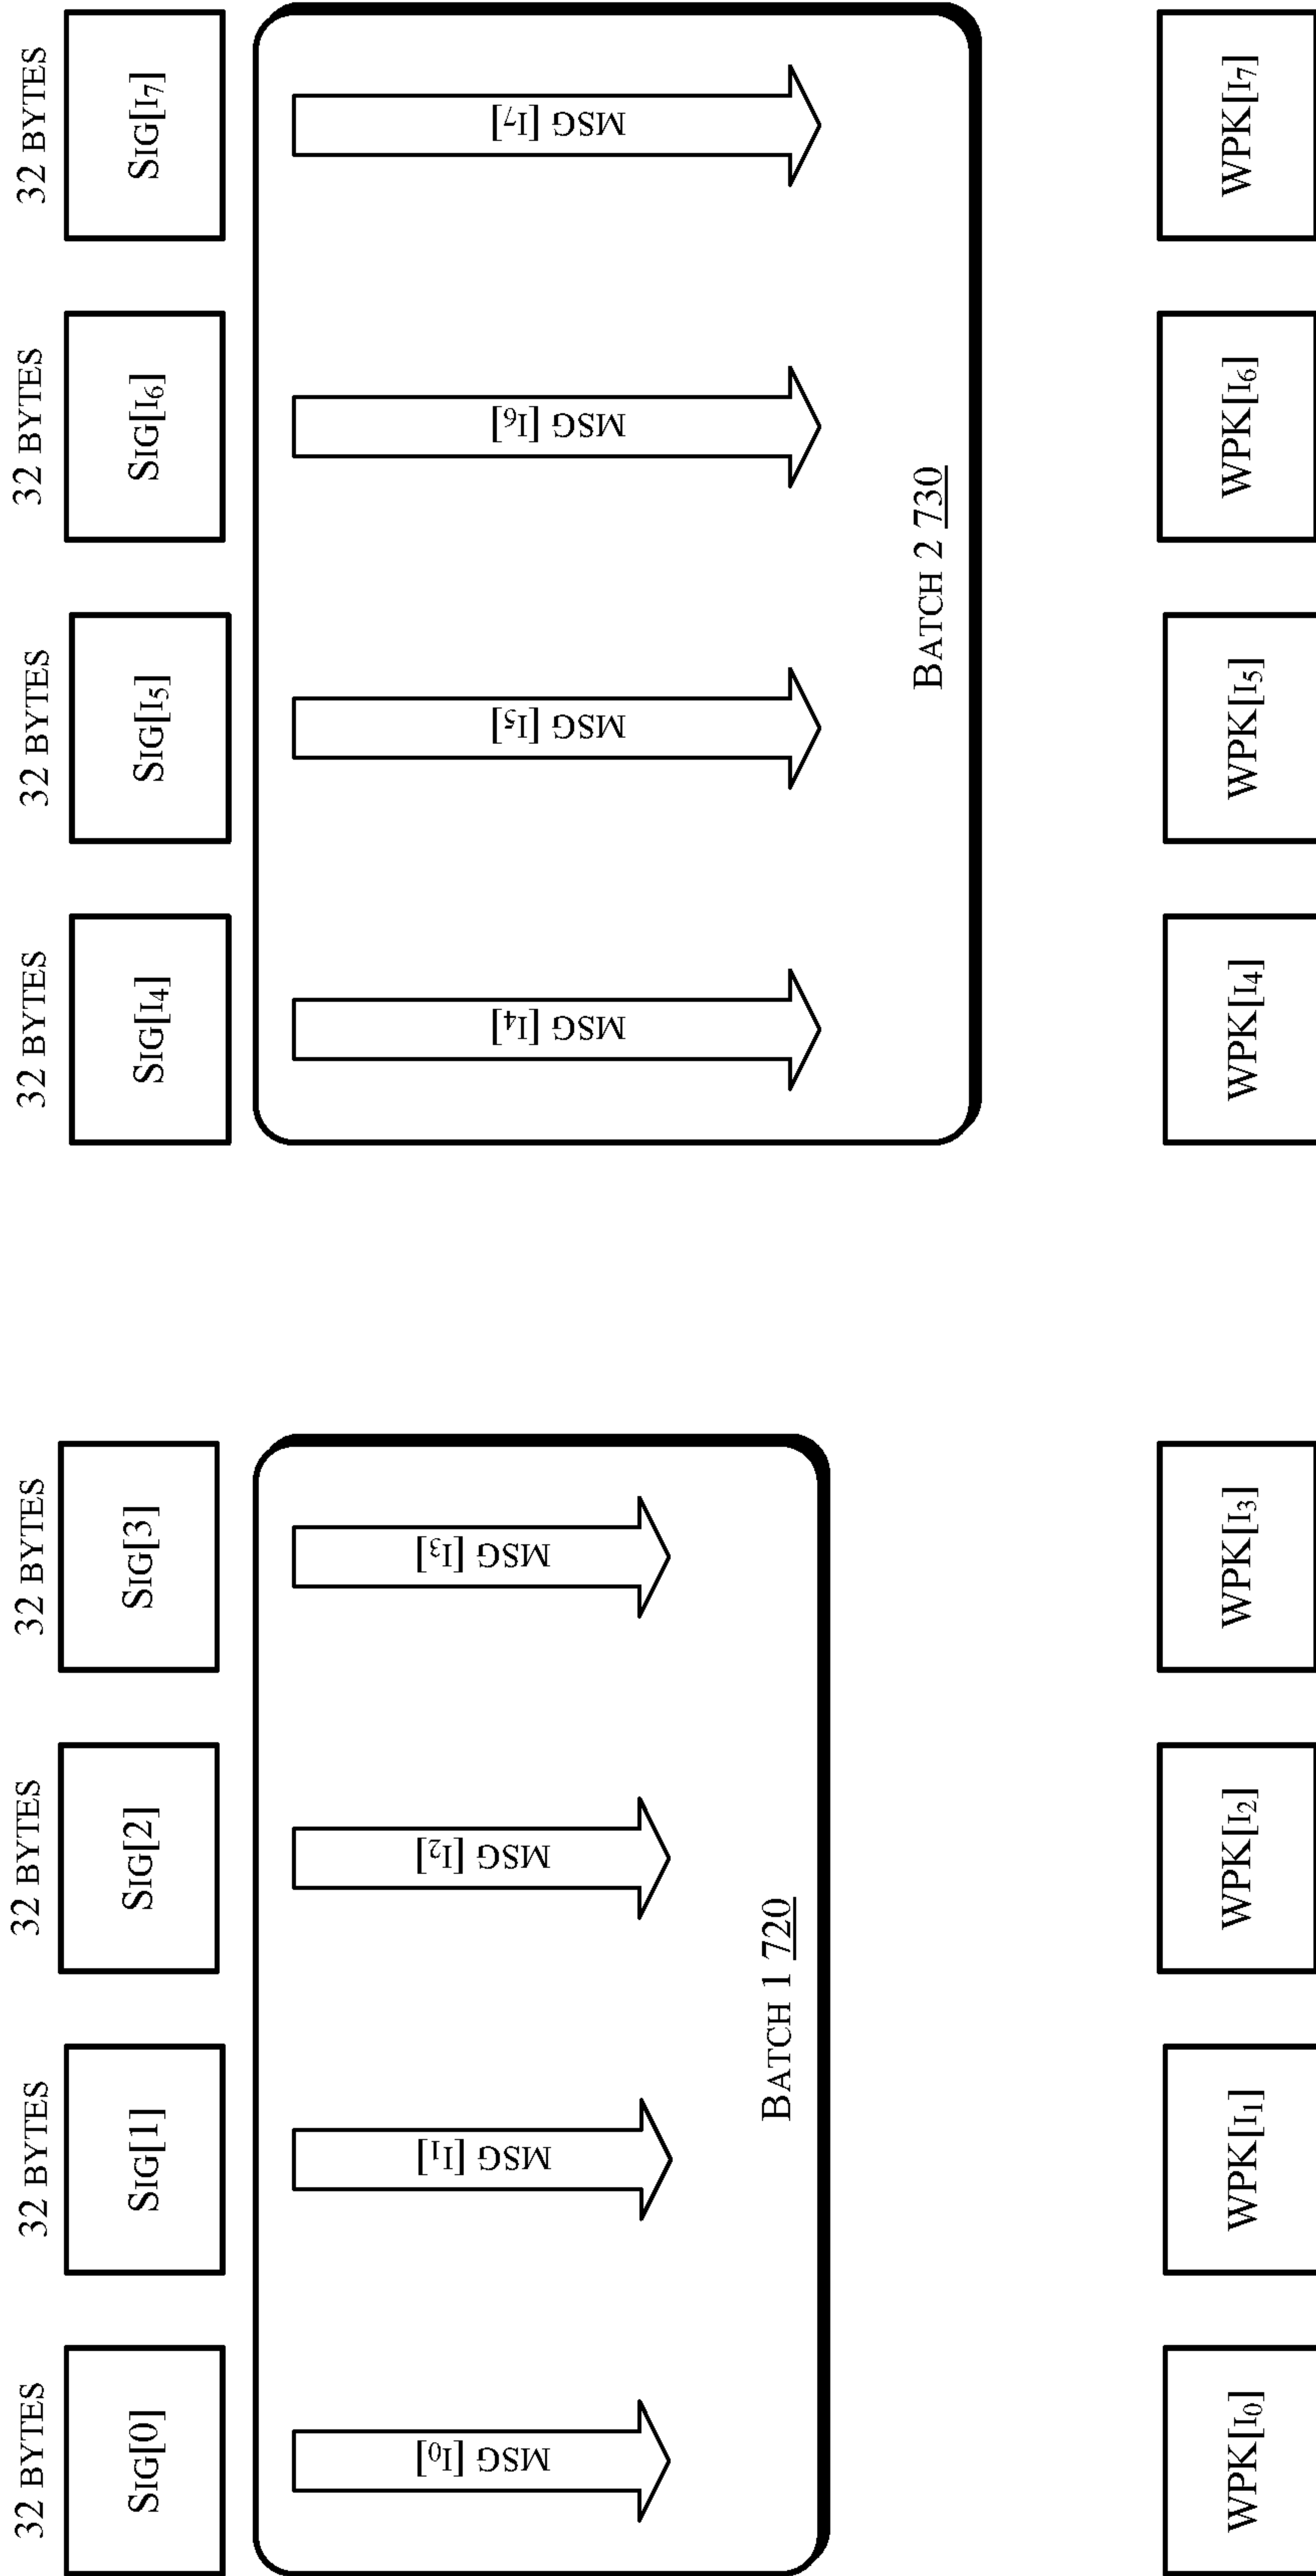 32 BYTES
32 BYTES
32 BYTES
32 BYTES
32 BYTES
32 BYTES
32 BYTES
32 BYTES
SIG[0]
SIG[1]
SIG[2]
SIG[3]
SIG[I₄]
SIG[I₅]
SIG[I₆]
SIG[I₇]
MSG [I₀]
MSG [I₁]
MSG [I₂]
MSG [I₃]
MSG [I₄]
MSG [I₅]
MSG [I₆]
MSG [I₇]
BATCH 1 720
BATCH 2 730
WPK[I₀]
WPK[I₁]
WPK[I₂]
WPK[I₃]
WPK[I₄]
WPK[I₅]
WPK[I₆]
WPK[I₇]